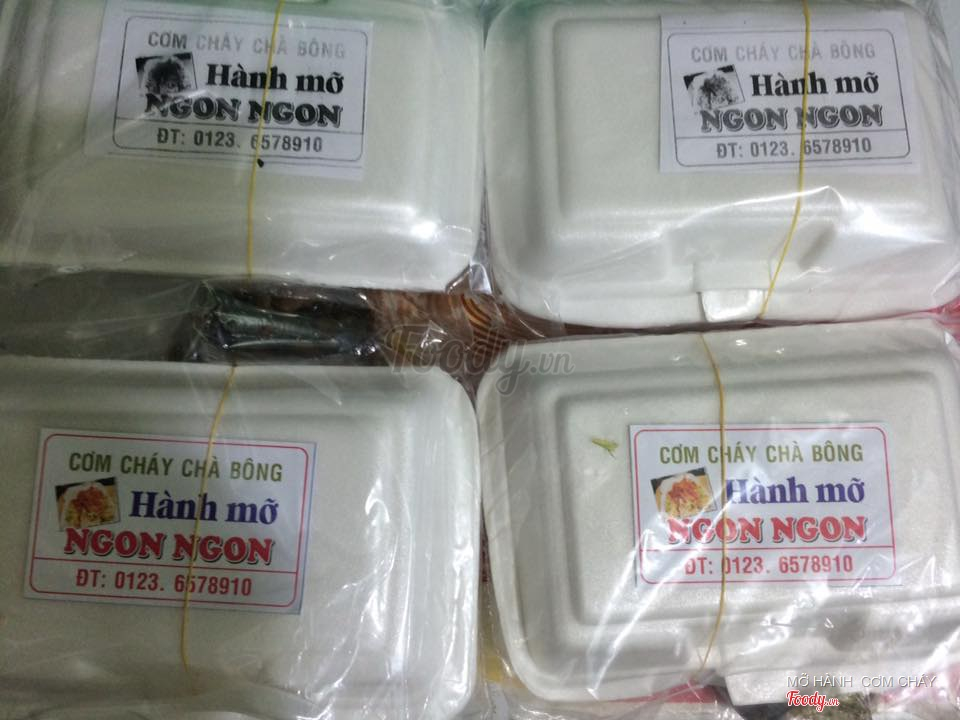 CƠM CHÁY CHÀ BÔNG
Hành mỡ
NGON NGON
ĐT: 0123. 6578910
CƠM CHÁY CHÀ BÔNG
Hành mỡ
NGON NGON
ĐT: 0123. 6578910
Foody.vn
CƠM CHÁY CHÀ BÔNG
Hành mỡ
NGON NGON
ĐT: 0123. 6578910
CƠM CHÁY CHÀ BÔNG
Hành mỡ
NGON NGON
ĐT: 0123. 6578910
MỠ HÀNH CƠM CHÁY
Foody.vn